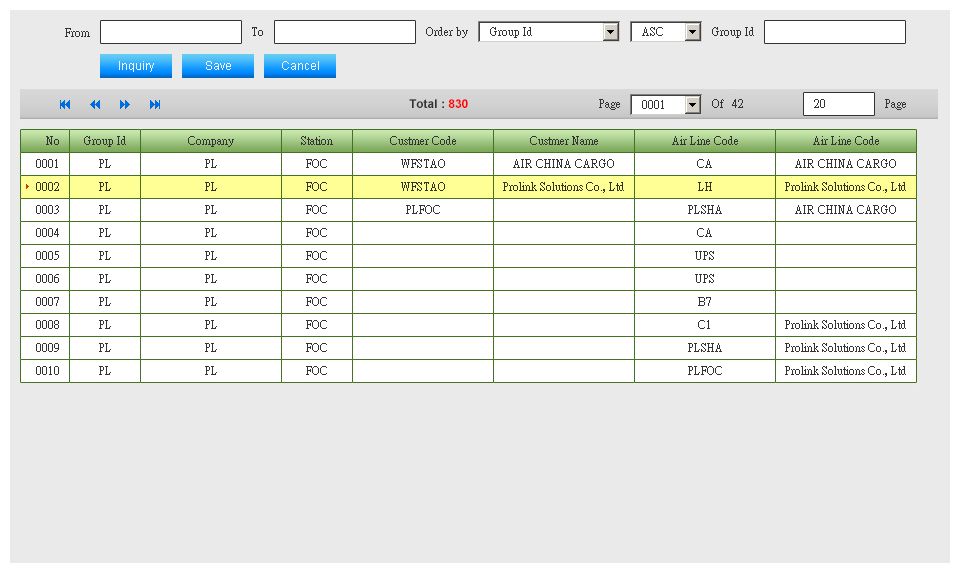 From To Order by Group Id ASC Group Id
Inquiry Save Cancel
Total : 830 Page 0001 Of 42 20 Page
No Group Id Company Station Custmer Code Custmer Name Air Line Code Air Line Code
0001 PL PL FOC WFSTAO AIR CHINA CARGO CA AIR CHINA CARGO
0002 PL PL FOC WFSTAO Prolink Solutions Co., Ltd LH Prolink Solutions Co., Ltd
0003 PL PL FOC PLFOC PLSHA AIR CHINA CARGO
0004 PL PL FOC CA
0005 PL PL FOC UPS
0006 PL PL FOC UPS
0007 PL PL FOC B7
0008 PL PL FOC C1 Prolink Solutions Co., Ltd
0009 PL PL FOC PLSHA Prolink Solutions Co., Ltd
0010 PL PL FOC PLFOC Prolink Solutions Co., Ltd